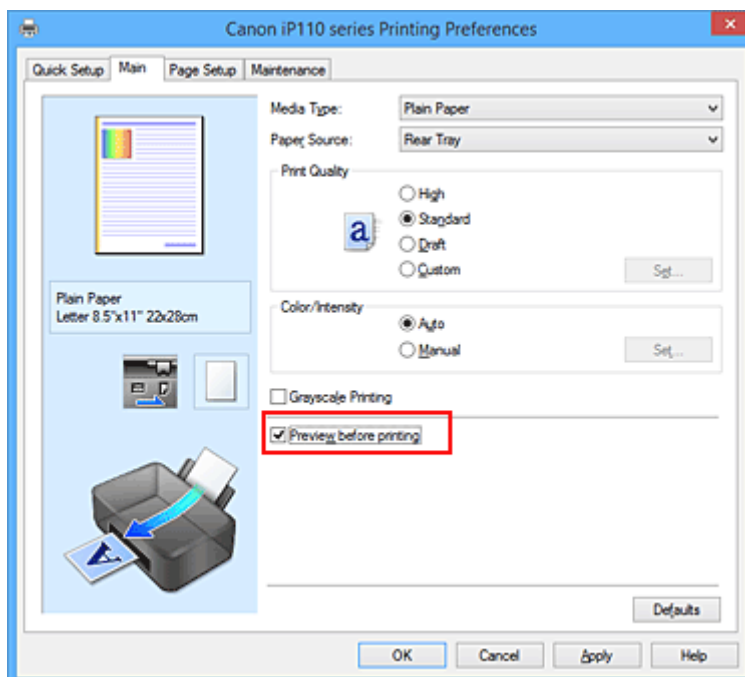 Canon iP110 series Printing Preferences
Quick Setup Main Page Setup Maintenance
Media Type: Plain Paper
Paper Source: Rear Tray
Print Quality
High
Standard
Draft
Custom Set...
Plain Paper
Letter 8.5"x11" 22x28cm
Color/Intensity
Auto
Manual Set...
Grayscale Printing
Preview before printing
Defaults
OK Cancel Apply Help
a
A